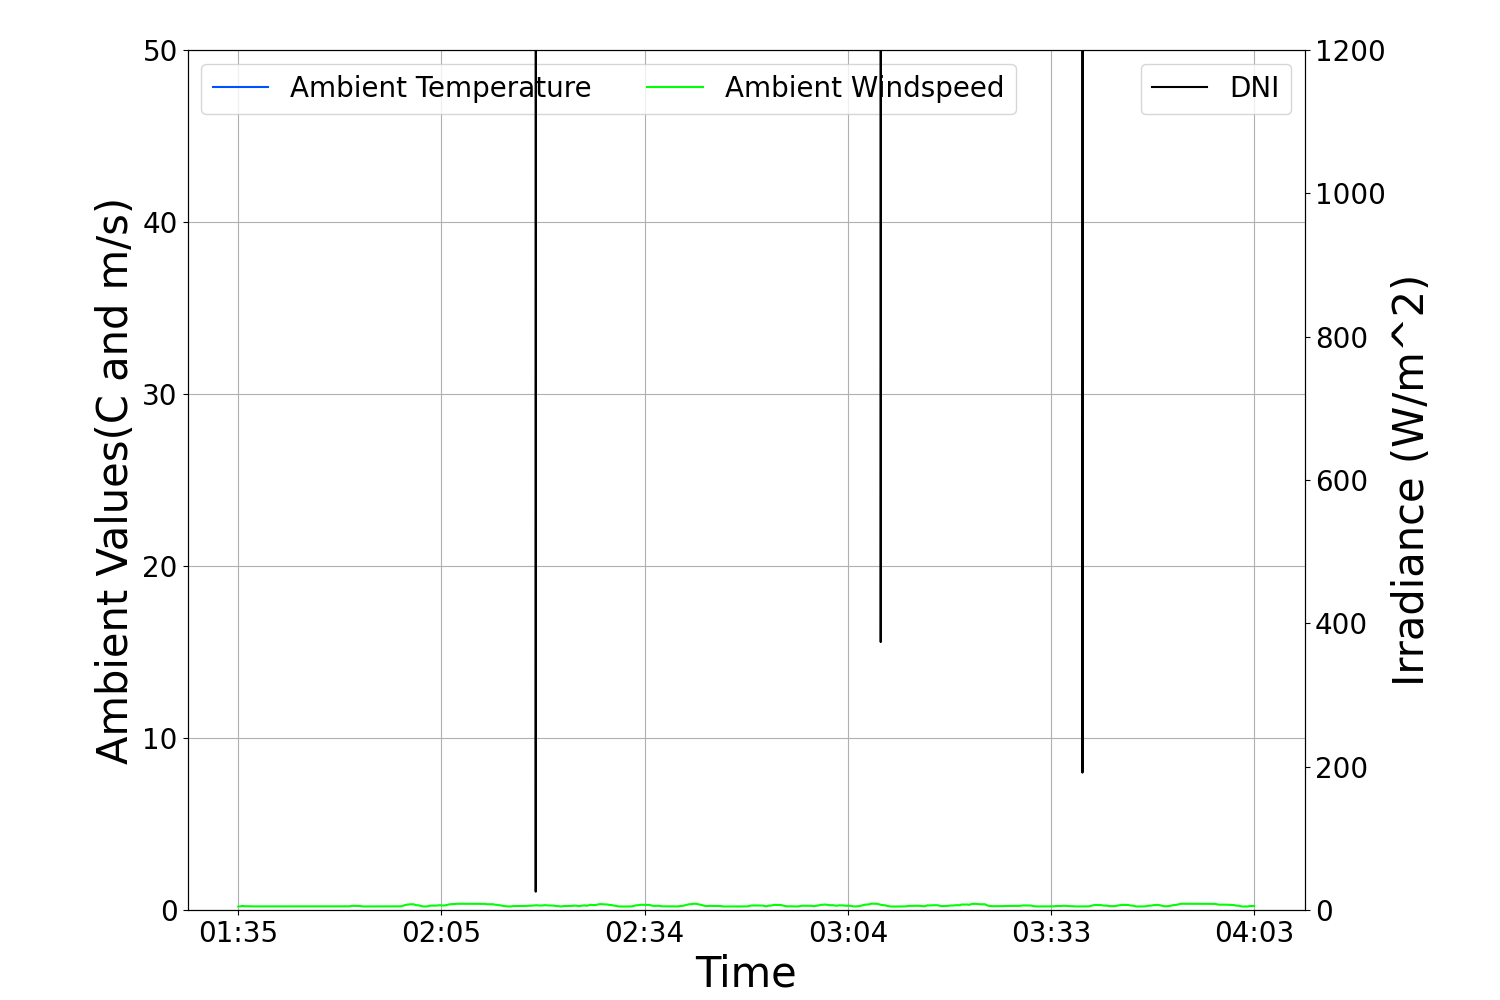 Ambient Temperature
Ambient Windspeed
DNI
Ambient Values(C and m/s)
50
40
30
20
10
0
1200
1000
800
600
400
200
0
Irradiance (W/m^2)
01:35 02:05 02:34 03:04 03:33 04:03
Time